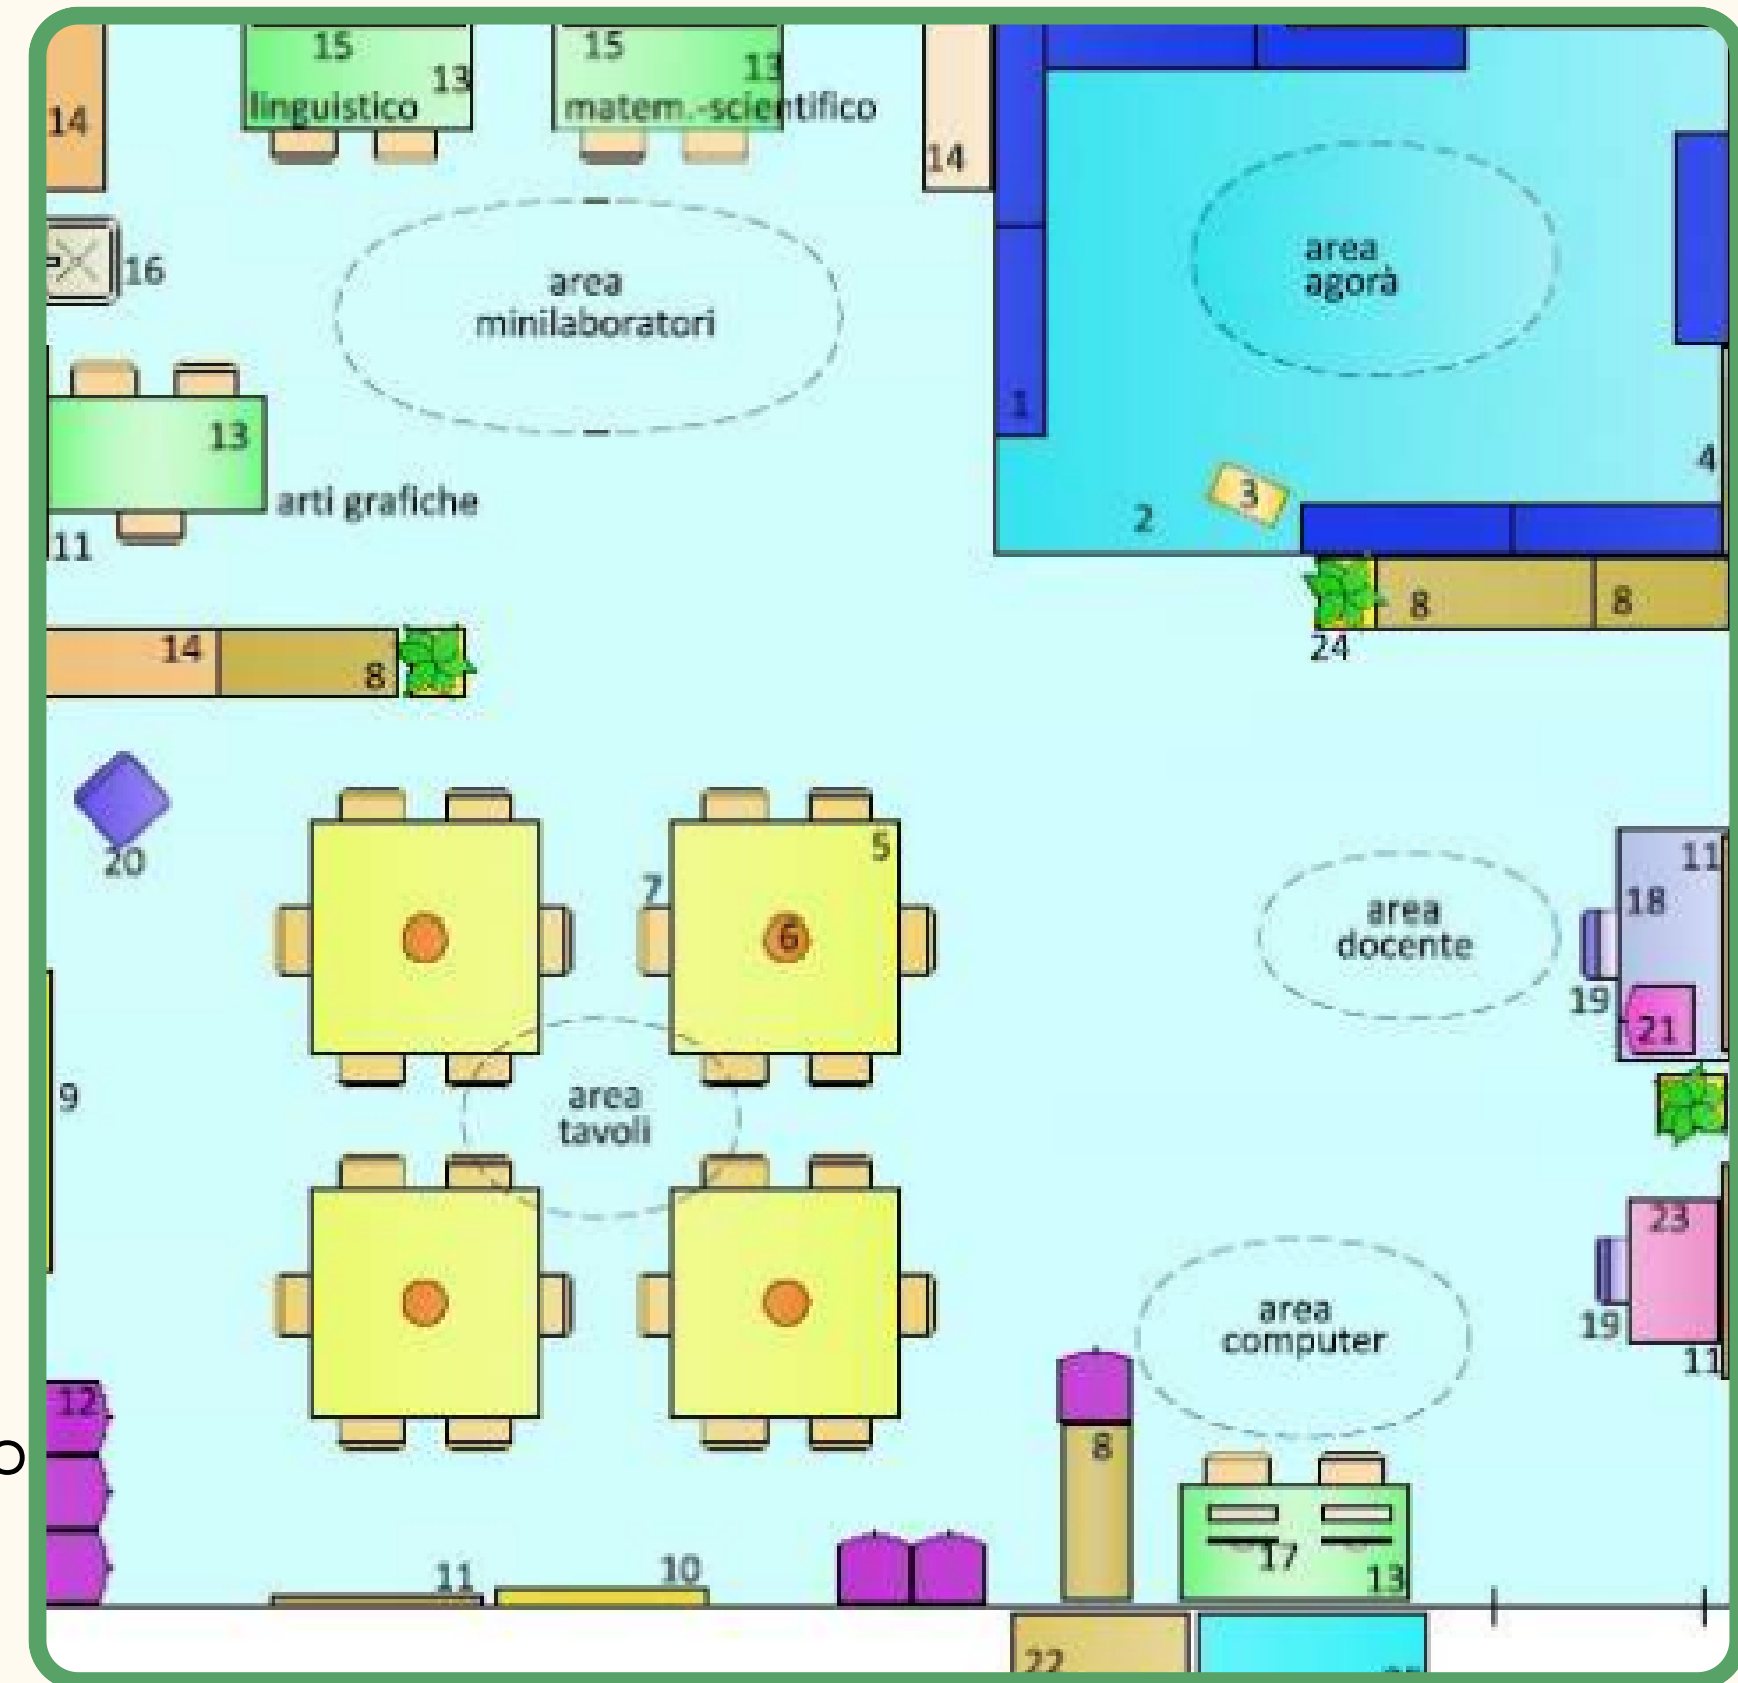 15
13
linguistico
15
13
matem.-scientifico
14
14
16
area
minilaboratori
area
agorà
1
13
arti grafiche
11
4
3
2
8
8
24
14
8
20
5
7
6
11
18
area
docente
19
21
9
area
tavoli
23
area
computer
19
11
12
8
17
13
11
10
22